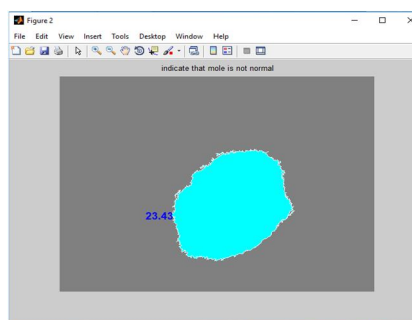 Figure 2
File Edit View Insert Tools Desktop Window Help
indicate that mole is not normal
23.43